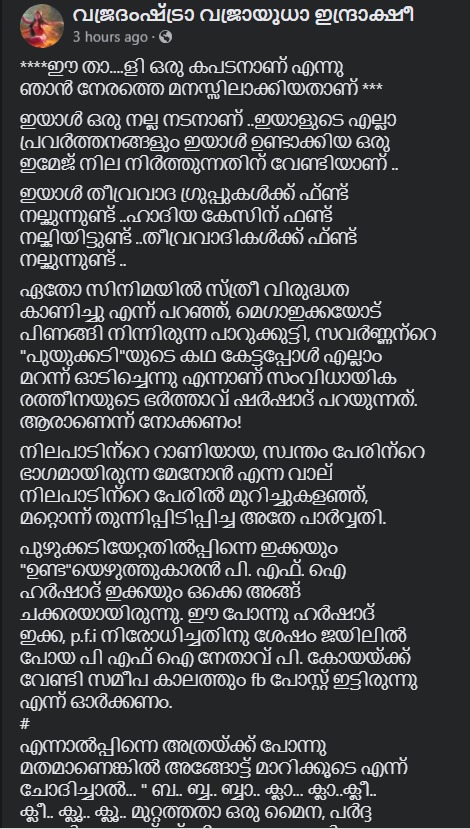 വജ്രദംഷ്ട്രാ വജ്രായുധാ ഇന്ദ്രാക്ഷീ
3 hours ago ·
****ഈ താ....ളി ഒരു കപടനാണ് എന്നു
ഞാൻ നേരത്തെ മനസ്സിലാക്കിയതാണ് ***
ഇയാൾ ഒരു നല്ല നടനാണ് ..ഇയാളുടെ എല്ലാ
പ്രവർത്തനങ്ങളും ഇയാൾ ഉണ്ടാക്കിയ ഒരു
ഇമേജ് നില നിർത്തുന്നതിന് വേണ്ടിയാണ് ..
ഇയാൾ തീവ്രവാദ ഗ്രുപ്പുകൾക്ക് ഫ്ണ്ട്
നല്കുന്നുണ്ട് ..ഹാദിയ കേസിന് ഫണ്ട്
നല്കിയിട്ടുണ്ട് ..തീവ്രവാദികൾക്ക് ഫ്ണ്ട്
നല്കുന്നുണ്ട് ..
ഏതോ സിനിമയിൽ സ്ത്രീ വിരുദ്ധത
കാണിച്ചു എന്ന് പറഞ്ഞ്, മെഗാഇക്കയോട്
പിണങ്ങി നിന്നിരുന്ന പാറുക്കുട്ടി, സവർണ്ണന്റെ
"പുയുക്കടി"യുടെ കഥ കേട്ടപ്പോൾ എല്ലാം
മറന്ന് ഓടിച്ചെന്നു എന്നാണ് സംവിധായിക
രത്തീനയുടെ ഭർത്താവ് ഷർഷാദ് പറയുന്നത്.
ആരാണെന്ന് നോക്കണം!
നിലപാടിന്റെ റാണിയായ, സ്വന്തം പേരിന്റെ
ഭാഗമായിരുന്ന മേനോൻ എന്ന വാല്
നിലപാടിന്റെ പേരിൽ മുറിച്ചുകളഞ്ഞ്,
മറ്റൊന്ന് തുന്നിപ്പിടിപ്പിച്ച അതേ പാർവ്വതി.
പുഴുക്കടിയേറ്റതിൽപ്പിന്നെ ഇക്കയും
"ഉണ്ട"യെഴുത്തുകാരൻ പി. എഫ്. ഐ
ഹർഷാദ് ഇക്കയും ഒക്കെ അങ്ങ്
ചക്കരയായിരുന്നു. ഈ പോന്നു ഹർഷാദ്
ഇക്ക, p.f.i നിരോധിച്ചതിനു ശേഷം ജയിലിൽ
പോയ പി എഫ് ഐ നേതാവ് പി. കോയയ്ക്ക്
വേണ്ടി സമീപ കാലത്തും fb പോസ്റ്റ് ഇട്ടിരുന്നു
എന്ന് ഓർക്കണം.
#
എന്നാൽപ്പിന്നെ അത്രയ്ക്ക് പോന്നു
മതമാണെങ്കിൽ അങ്ങോട്ട് മാറിക്കൂടെ എന്ന്
ചോദിച്ചാൽ... " ബ.. ബ്ബ.. ബ്ബാ.. ക്ലാ... ക്ലാ..ക്ലീ..
ക്ലീ.. ക്ലൂ.. ക്ലൂ.. മുറ്റത്തതാ ഒരു മൈന, പർദ്ദ